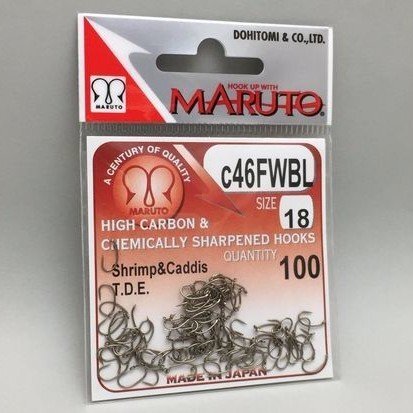 DOHITOMI & CO., LTD.
HOOK UP WITH
MARUTO
MARUTO®
A CENTURY OF QUALITY
MARUTO
c46FWBL
SIZE 18
HIGH CARBON &
CHEMICALLY SHARPENED HOOKS
QUANTITY 100
Shrimp&Caddis
T.D.E.
MADE IN JAPAN